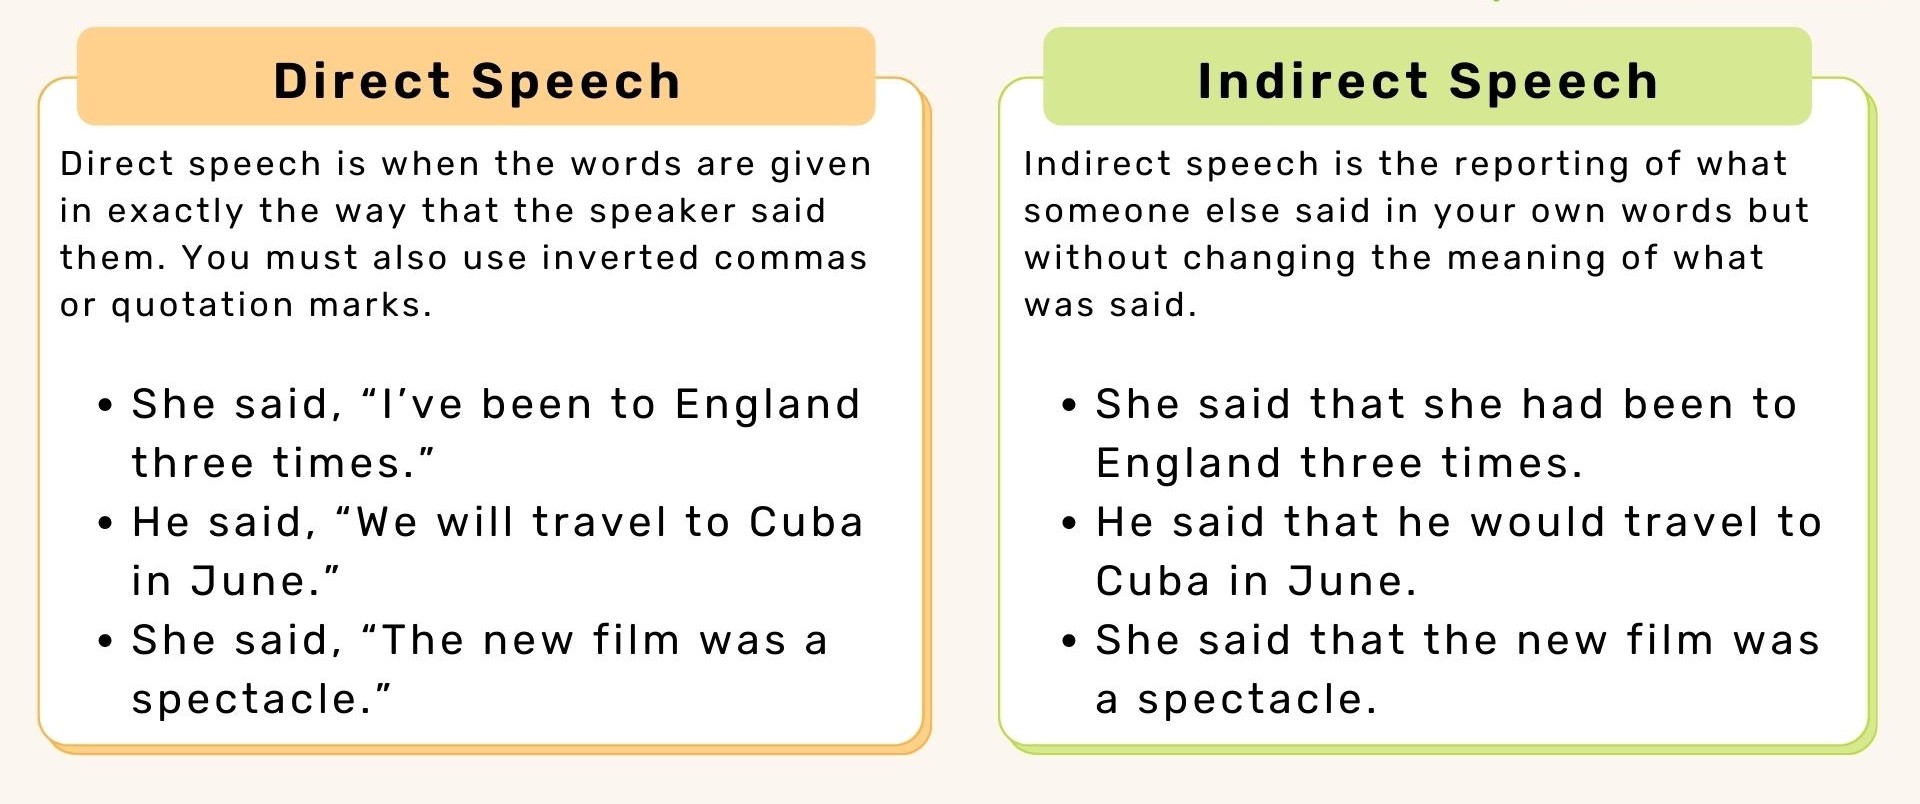 Direct Speech
Direct speech is when the words are given
in exactly the way that the speaker said
them. You must also use inverted commas
or quotation marks.
• She said, “I’ve been to England
three times.”
• He said, “We will travel to Cuba
in June.”
• She said, “The new film was a
spectacle.”
Indirect Speech
Indirect speech is the reporting of what
someone else said in your own words but
without changing the meaning of what
was said.
• She said that she had been to
England three times.
• He said that he would travel to
Cuba in June.
• She said that the new film was
a spectacle.